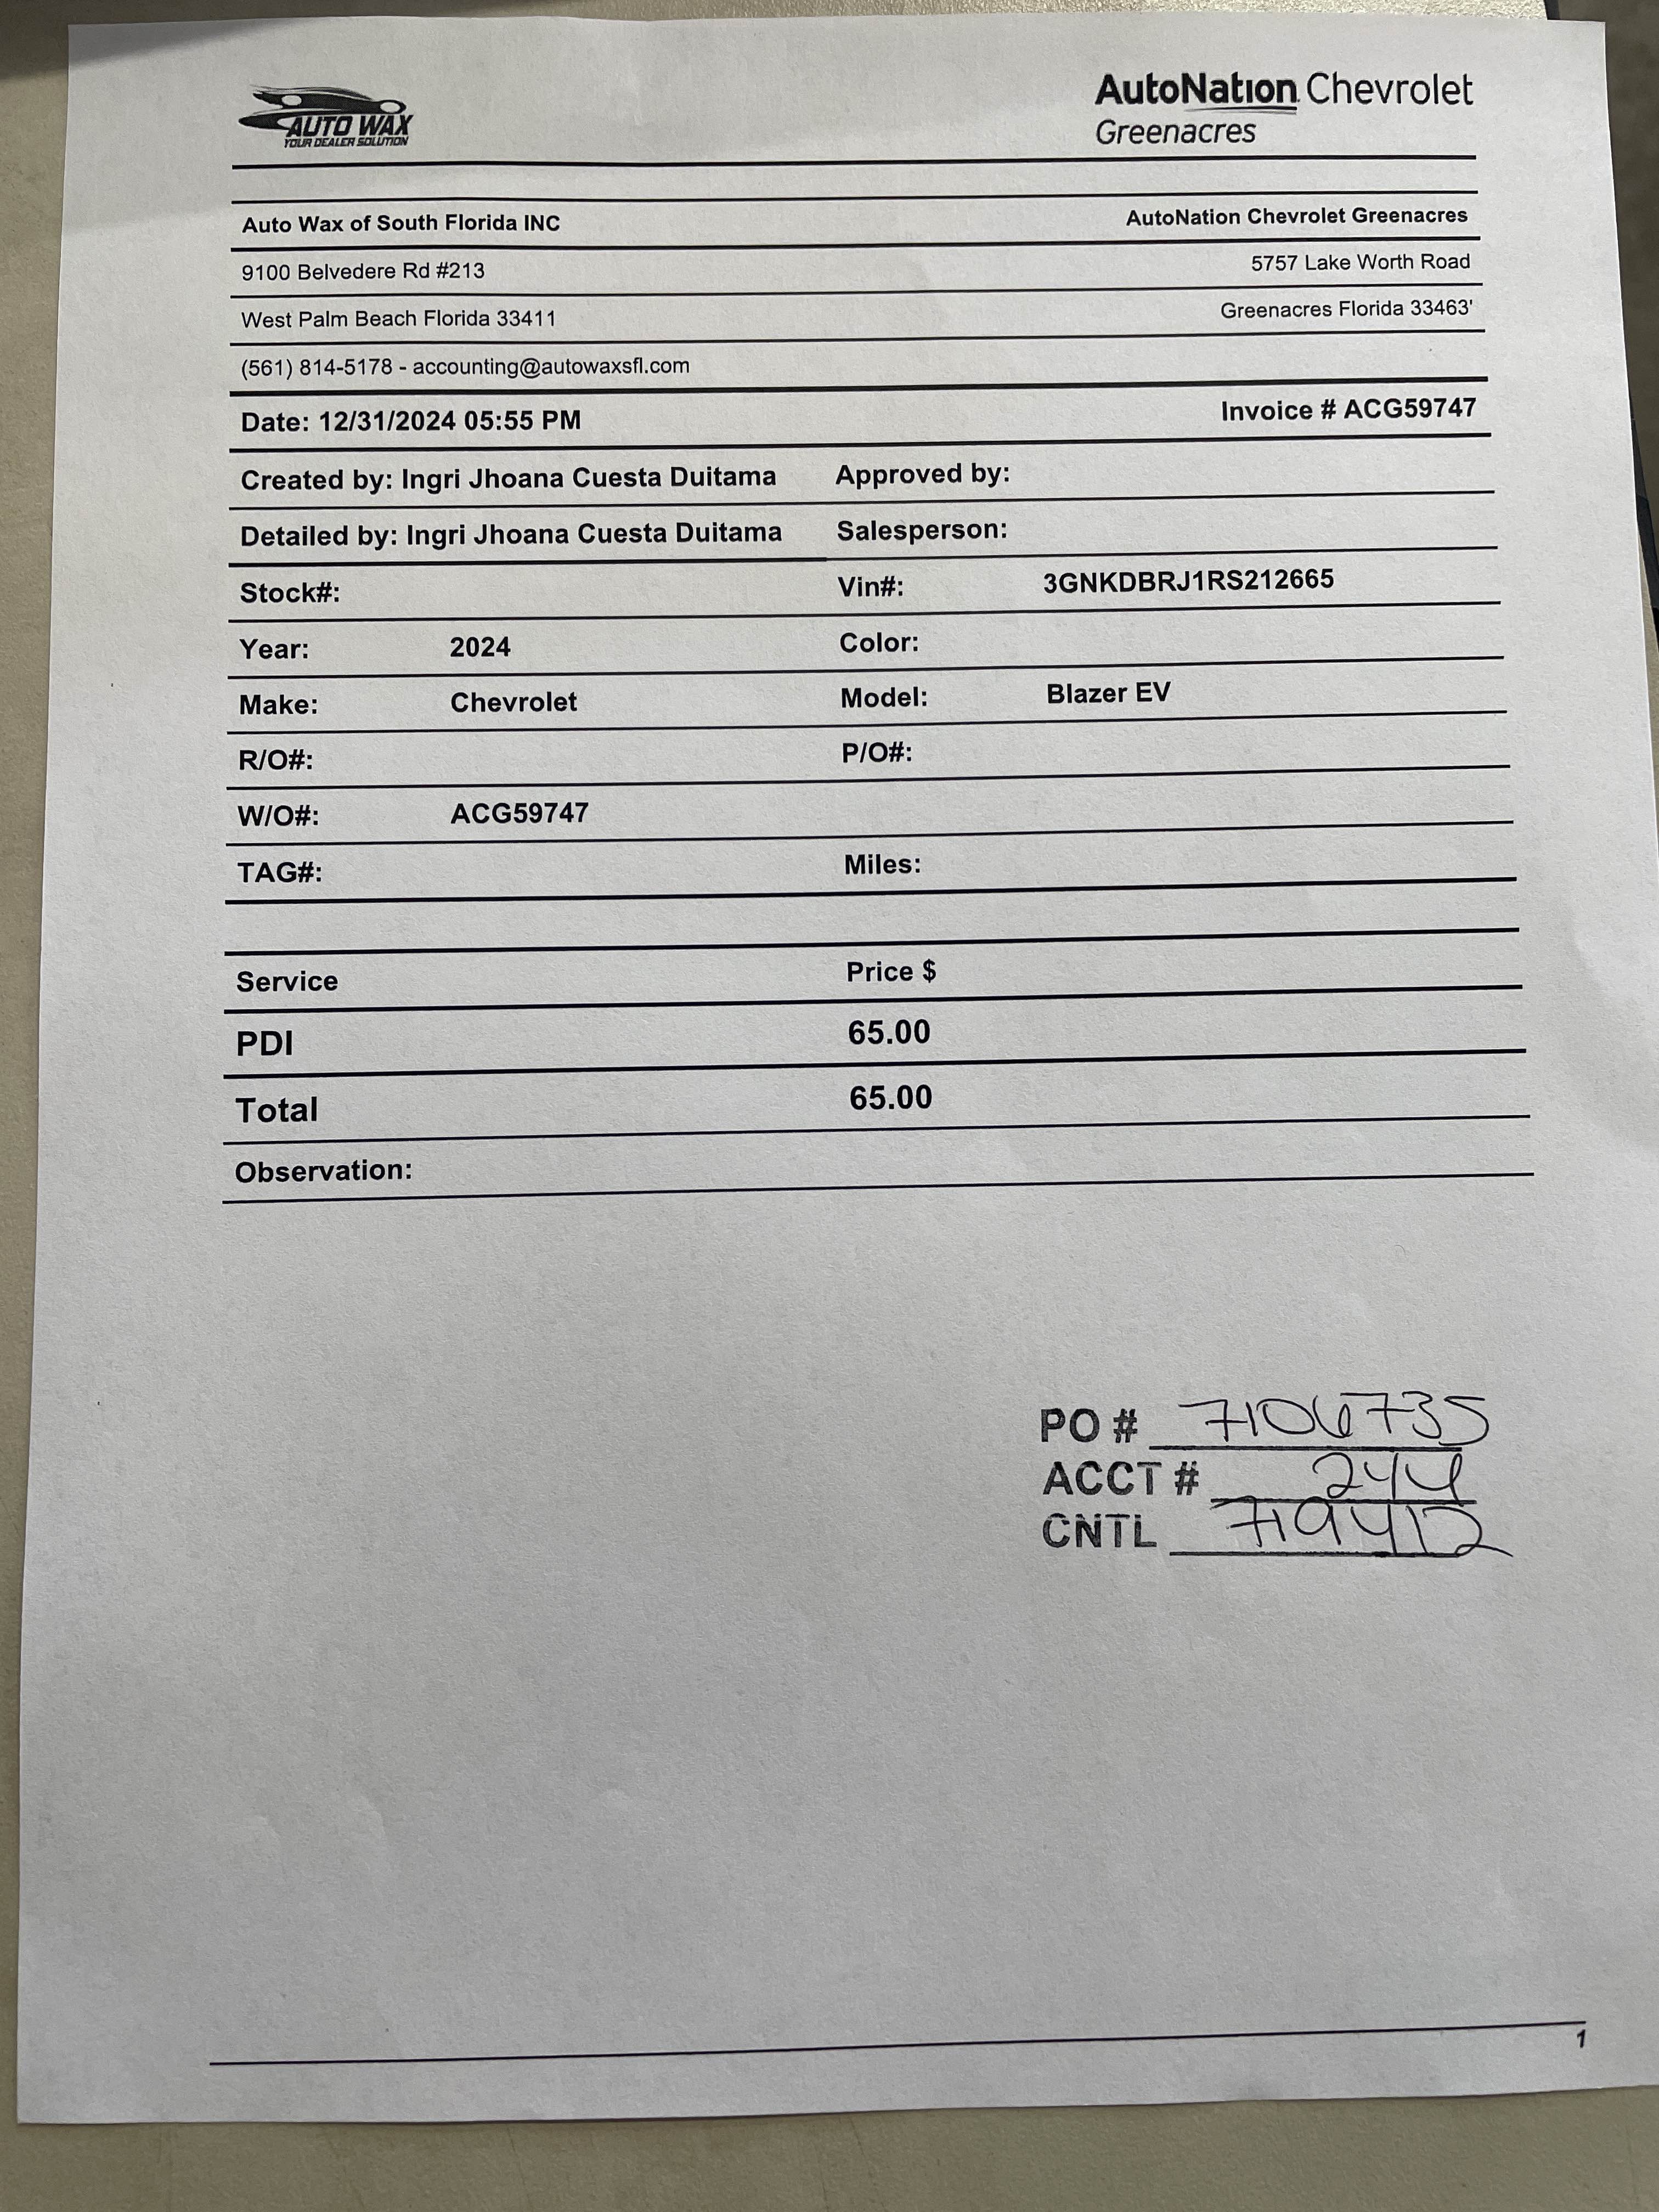 AUTO WAX
YOUR DEALER SOLUTION
AutoNation Chevrolet
Greenacres
Auto Wax of South Florida INC AutoNation Chevrolet Greenacres
9100 Belvedere Rd #213 5757 Lake Worth Road
West Palm Beach Florida 33411 Greenacres Florida 33463'
(561) 814-5178 - accounting@autowaxsfl.com
Date: 12/31/2024 05:55 PM Invoice # ACG59747
Created by: Ingri Jhoana Cuesta Duitama Approved by:
Detailed by: Ingri Jhoana Cuesta Duitama Salesperson:
Stock#: Vin#: 3GNKDBRJ1RS212665
Year: 2024 Color:
Make: Chevrolet Model: Blazer EV
R/O#: P/O#:
W/O#: ACG59747
TAG#: Miles:
Service Price $
PDI 65.00
Total 65.00
Observation:
PO # 7106735
ACCT # 244
CNTL 719412
1